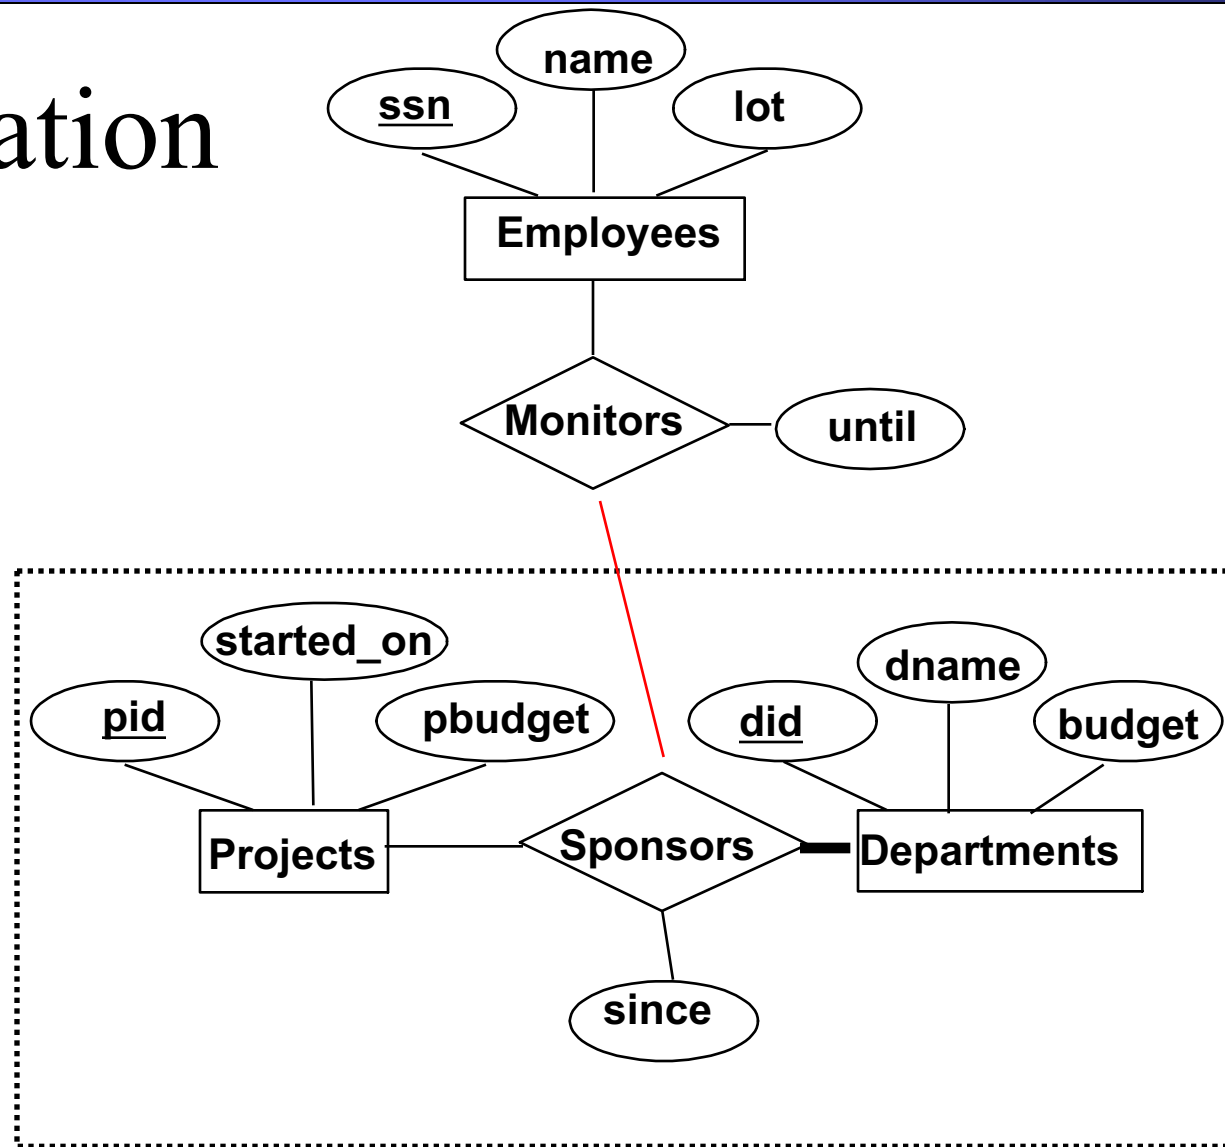 ation
name
ssn
lot
Employees
Monitors
until
started_on
dname
pid
pbudget
did
budget
Projects
Sponsors
Departments
since